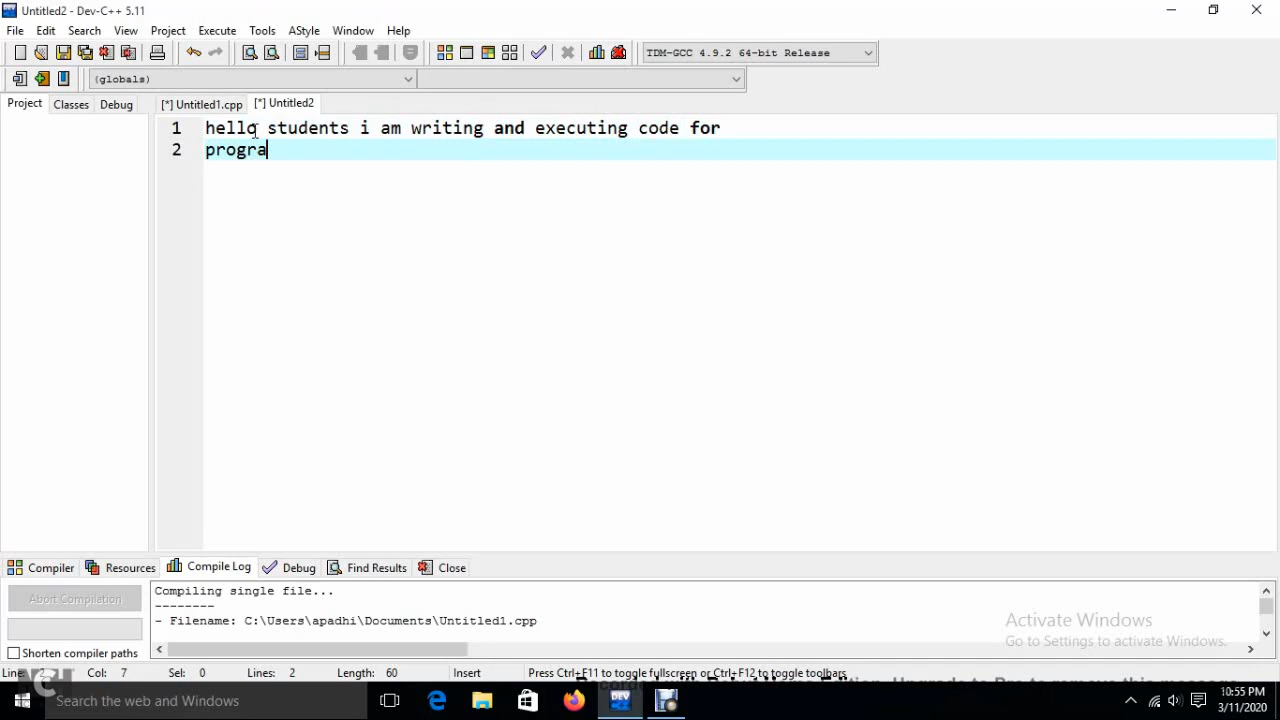 Untitled2 - Dev-C++ 5.11
File Edit Search View Project Execute Tools AStyle Window Help
TDM-GCC 4.9.2 64-bit Release
(globals)
Project Classes Debug [*] Untitled1.cpp [*] Untitled2
1 hello students i am writing and executing code for
2 progra
Compiler Resources Compile Log Debug Find Results Close
Abort Compilation
Shorten compiler paths
Compiling single file...
--------
- Filename: C:\Users\apadhi\Documents\Untitled1.cpp
Activate Windows
Go to Settings to activate Windows.
Line: Col: 7 Sel: 0 Lines: 2 Length: 60 Insert Press Ctrl+F11 to toggle fullscreen or Ctrl+F12 to toggle toolbars
Search the web and Windows
DEV
10:55 PM
3/11/2020